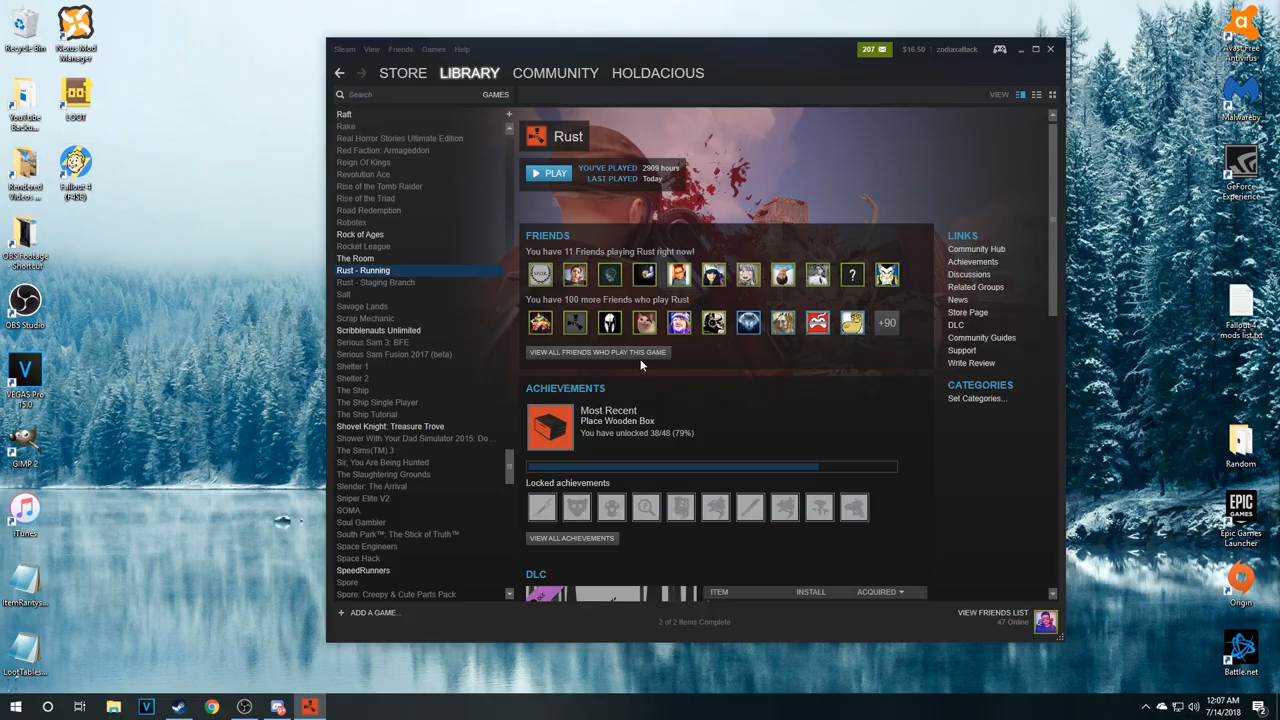 Recycle Bin
Nexus Mod
Manager
YouTube
Backu...
LOOT
Rendered
Videos ...
Fallout 4
(F4SE)
OBS Footage
- Shortcut
OBS Studio
VEGAS Pro
15.0
GIMP 2
iTunes
ItemRaritys...
LootTables...
Steam View Friends Games Help
207 $16.50 zodiaxattack
STORE LIBRARY COMMUNITY HOLDACIOUS
Search GAMES VIEW
Raft
Rake
Real Horror Stories Ultimate Edition
Red Faction: Armageddon
Reign Of Kings
Revelation Ace
Rise of the Tomb Raider
Rise of the Triad
Road Redemption
Robotex
Rock of Ages
Rocket League
The Room
Rust - Running
Rust - Staging Branch
Salt
Savage Lands
Scrap Mechanic
Scribblenauts Unlimited
Serious Sam 3: BFE
Serious Sam Fusion 2017 (beta)
Shelter 1
Shelter 2
The Ship
The Ship Single Player
The Ship Tutorial
Shovel Knight: Treasure Trove
Shower With Your Dad Simulator 2015: Do ...
The Sims(TM) 3
Sir, You Are Being Hunted
The Slaughtering Grounds
Slender: The Arrival
Sniper Elite V2
SOMA
Soul Gambler
South Park™: The Stick of Truth™
Space Engineers
Space Hack
SpeedRunners
Spore
Spore: Creepy & Cute Parts Pack
+ ADD A GAME...
Rust
PLAY
YOU'VE PLAYED 2909 hours
LAST PLAYED Today
FRIENDS
You have 11 Friends playing Rust right now!
?
You have 100 more Friends who play Rust
+90
VIEW ALL FRIENDS WHO PLAY THIS GAME
ACHIEVEMENTS
Most Recent
Place Wooden Box
You have unlocked 38/48 (79%)
Locked achievements
VIEW ALL ACHIEVEMENTS
DLC
ITEM INSTALL ACQUIRED
2 of 2 Items Complete
LINKS
Community Hub
Achievements
Discussions
Related Groups
News
Store Page
DLC
Community Guides
Support
Write Review
CATEGORIES
Set Categories...
VIEW FRIENDS LIST
47 Online
Avast Free
Antivirus
Malwareby...
GeForce
Experience
Fallout 4
mods list.txt
Random
EPIC
GAMES
Epic Games
Launcher
Origin
Battle.net
12:07 AM
7/14/2018
2